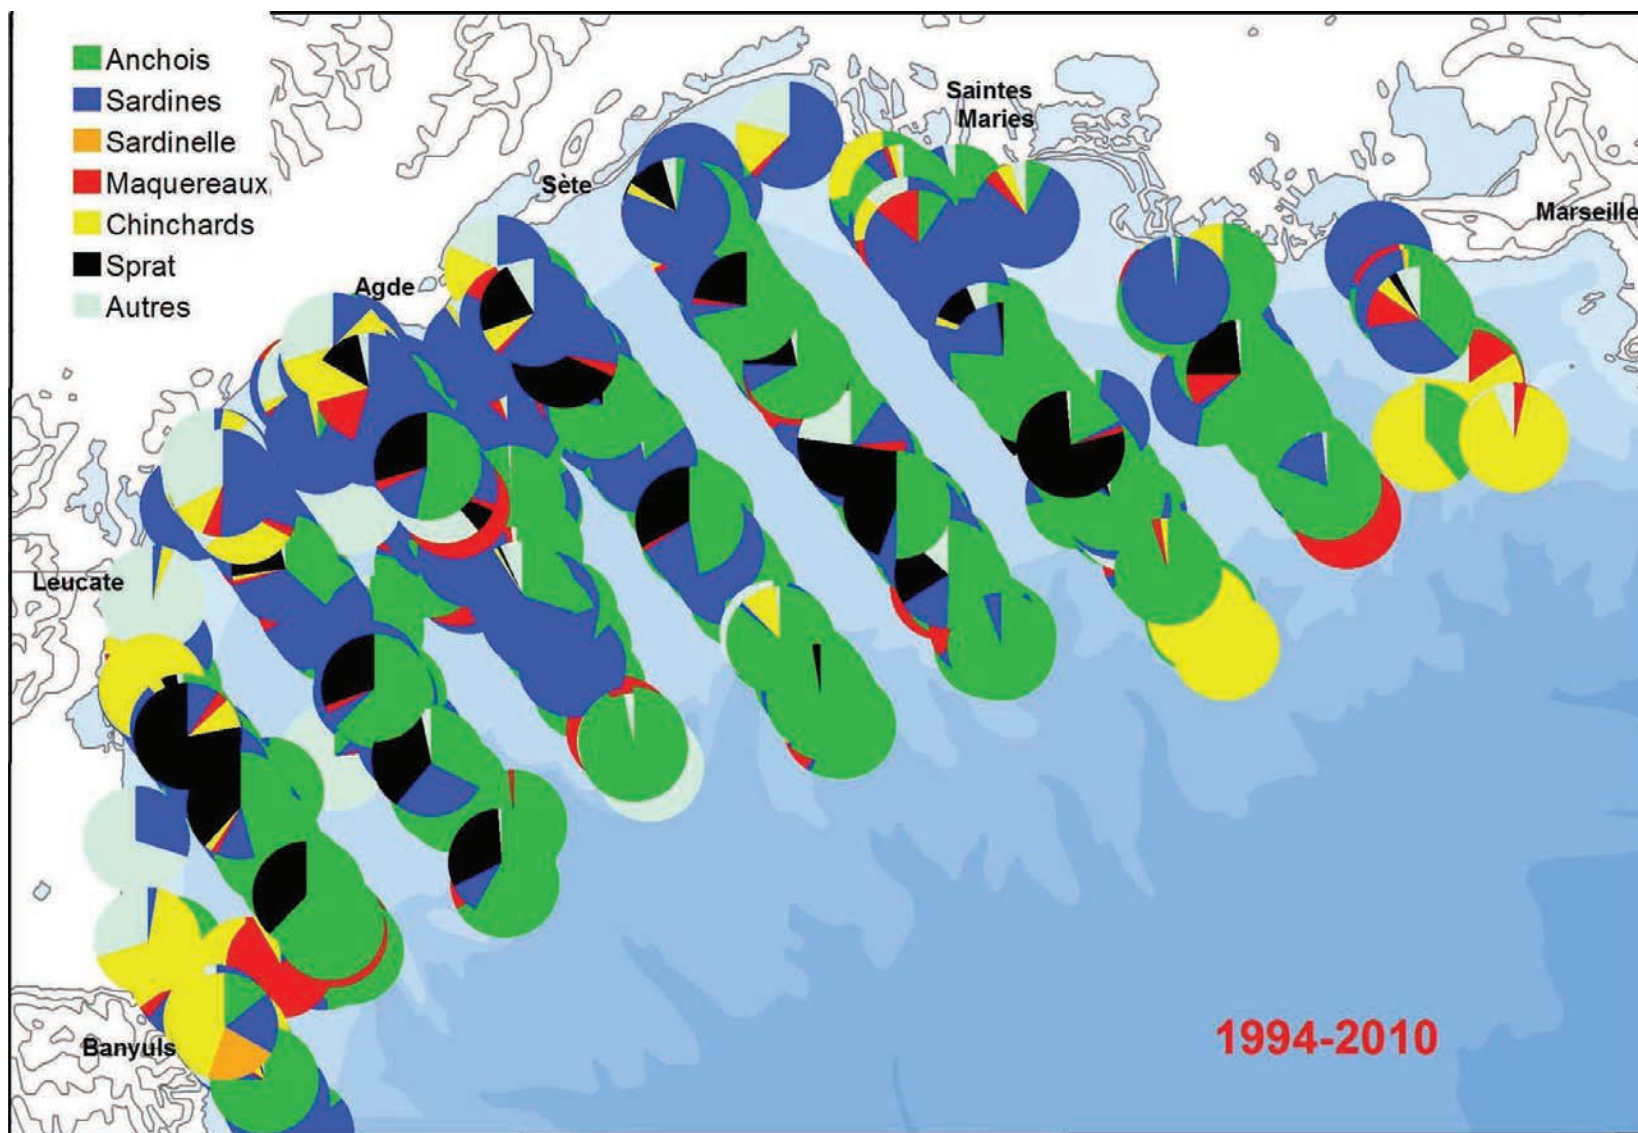 Anchois
Sardines
Sardinelle
Maquereaux
Chinchards
Sprat
Autres
Saintes
Maries
Sète
Marseille
Agde
Leucate
Banyuls
1994-2010